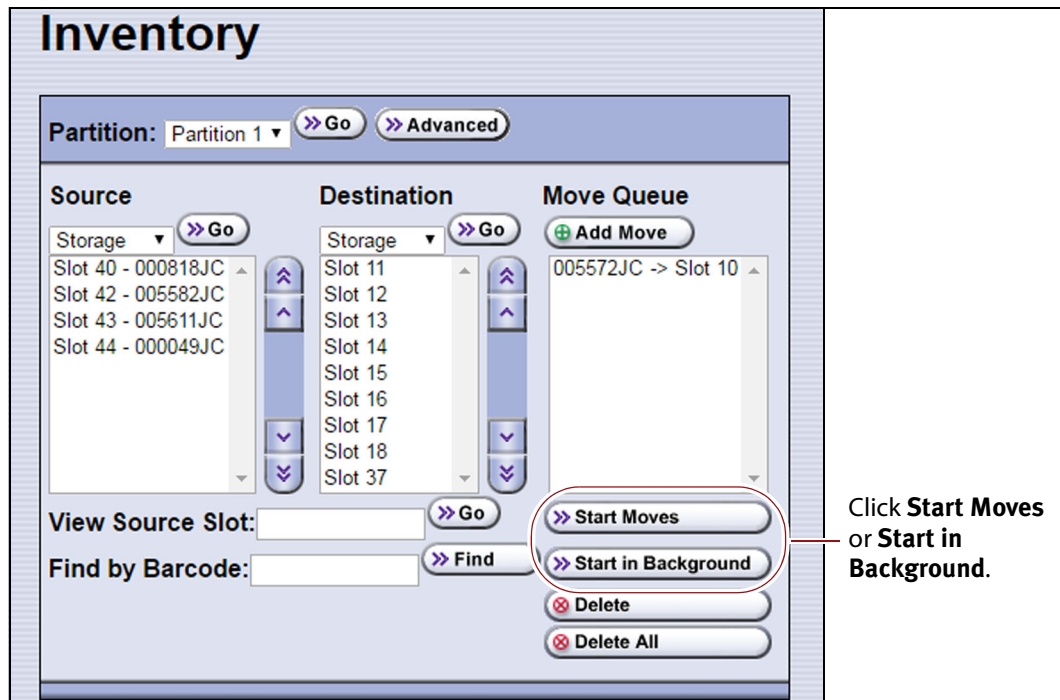 Inventory
Partition: Partition 1 Go Advanced
Source
Storage Go
Slot 40 - 000818JC
Slot 42 - 005582JC
Slot 43 - 005611JC
Slot 44 - 000049JC
Destination
Storage Go
Slot 11
Slot 12
Slot 13
Slot 14
Slot 15
Slot 16
Slot 17
Slot 18
Slot 37
Move Queue
Add Move
005572JC -> Slot 10
View Source Slot: Go
Find by Barcode: Find
Start Moves
Start in Background
Delete
Delete All
Click Start Moves
or Start in
Background.